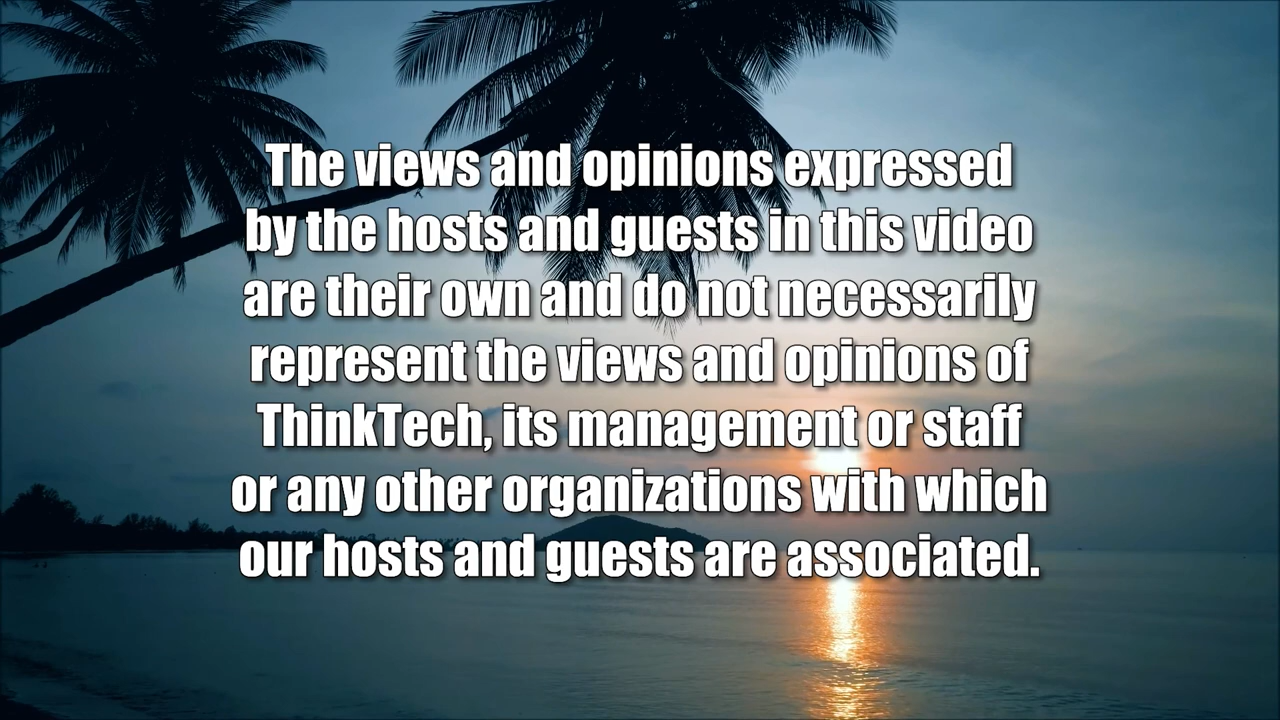 The views and opinions expressed
by the hosts and guests in this video
are their own and do not necessarily
represent the views and opinions of
ThinkTech, its management or staff
or any other organizations with which
our hosts and guests are associated.